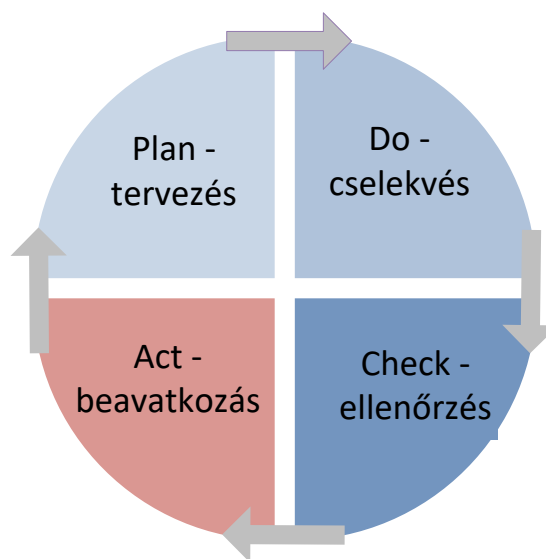 Plan -
tervezés
Do -
cselekvés
Act -
beavatkozás
Check -
ellenőrzés